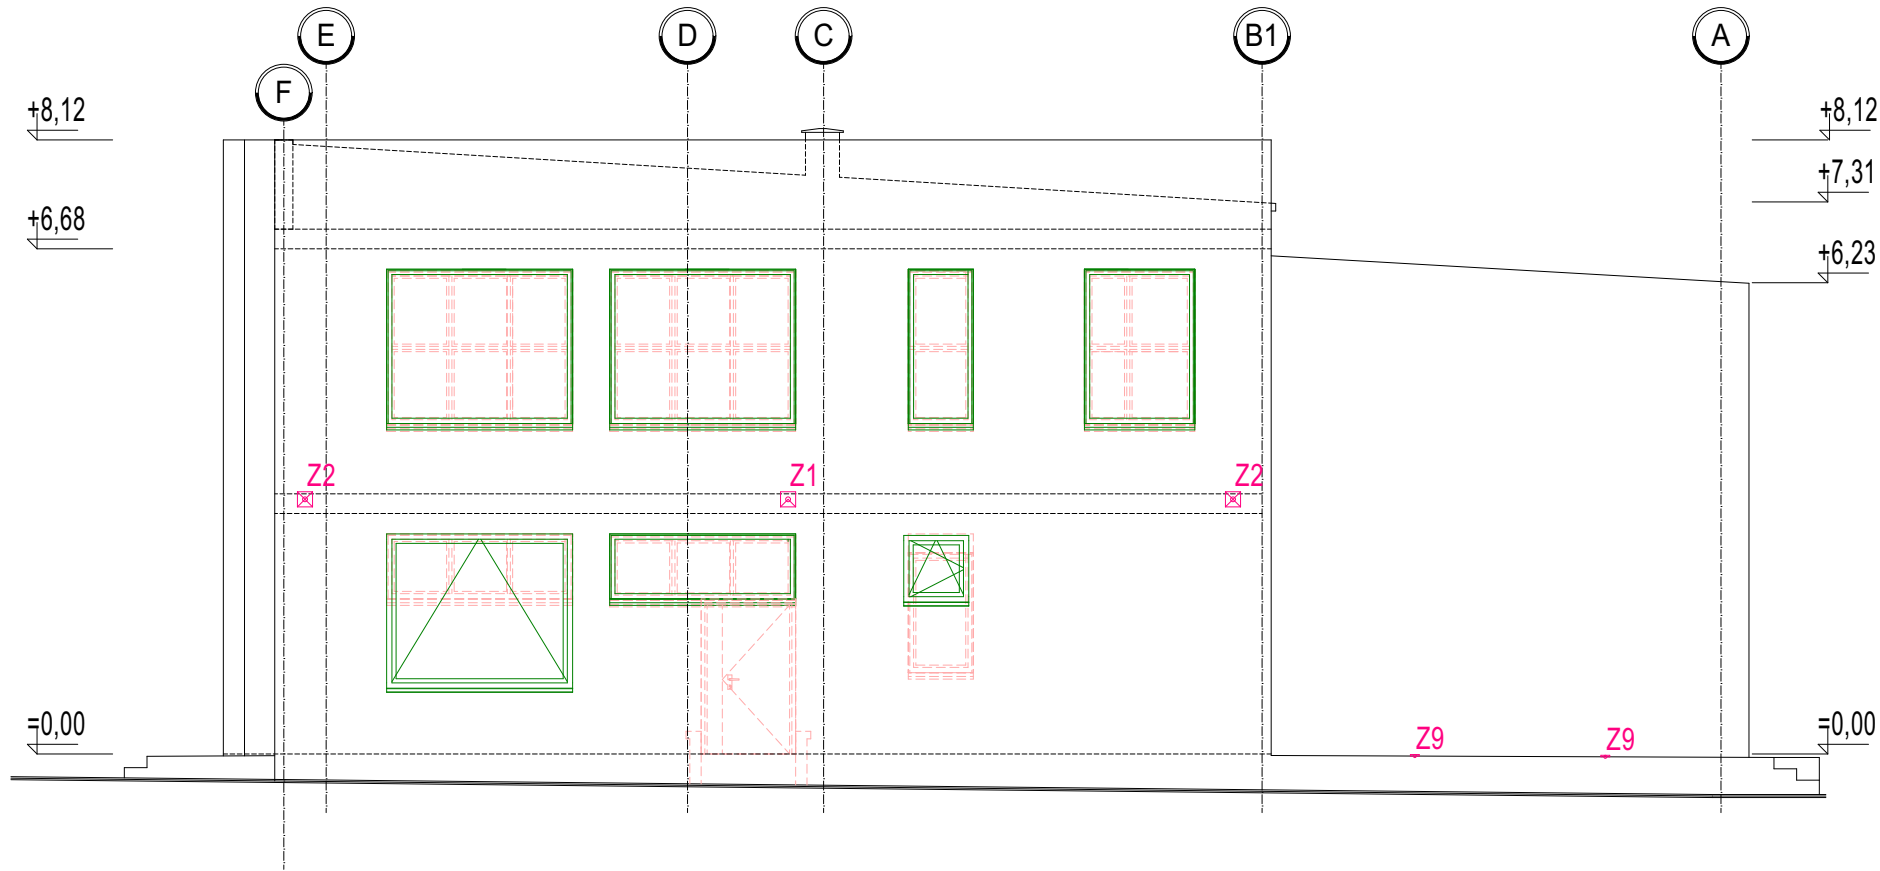 E
D
C
B1
A
F
+8,12
+8,12
+7,31
+6,68
+6,23
Z2
Z1
Z2
=0,00
=0,00
Z9
Z9